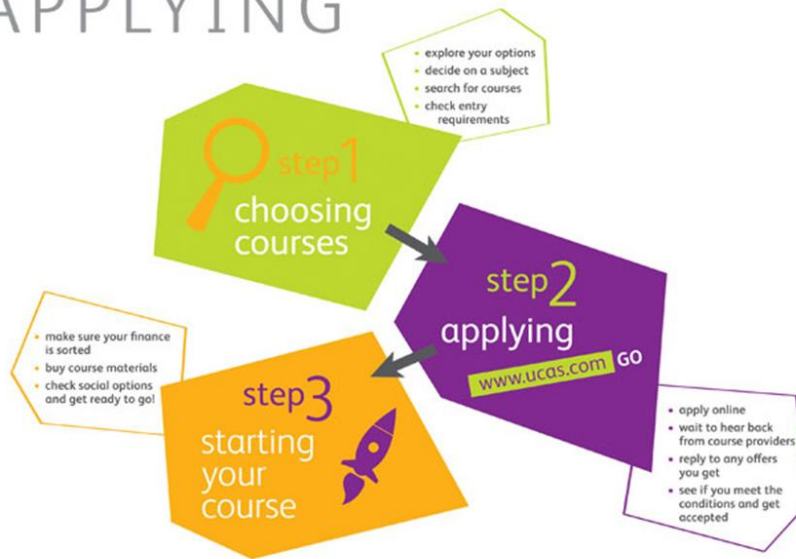 APPLYING
• explore your options
• decide on a subject
• search for courses
• check entry
requirements
step1
choosing
courses
step2
applying
www.ucas.com GO
• apply online
• wait to hear back
from course providers
• reply to any offers
you get
• see if you meet the
conditions and get
accepted
step3
starting
your
course
• make sure your finance
is sorted
• buy course materials
• check social options
and get ready to go!